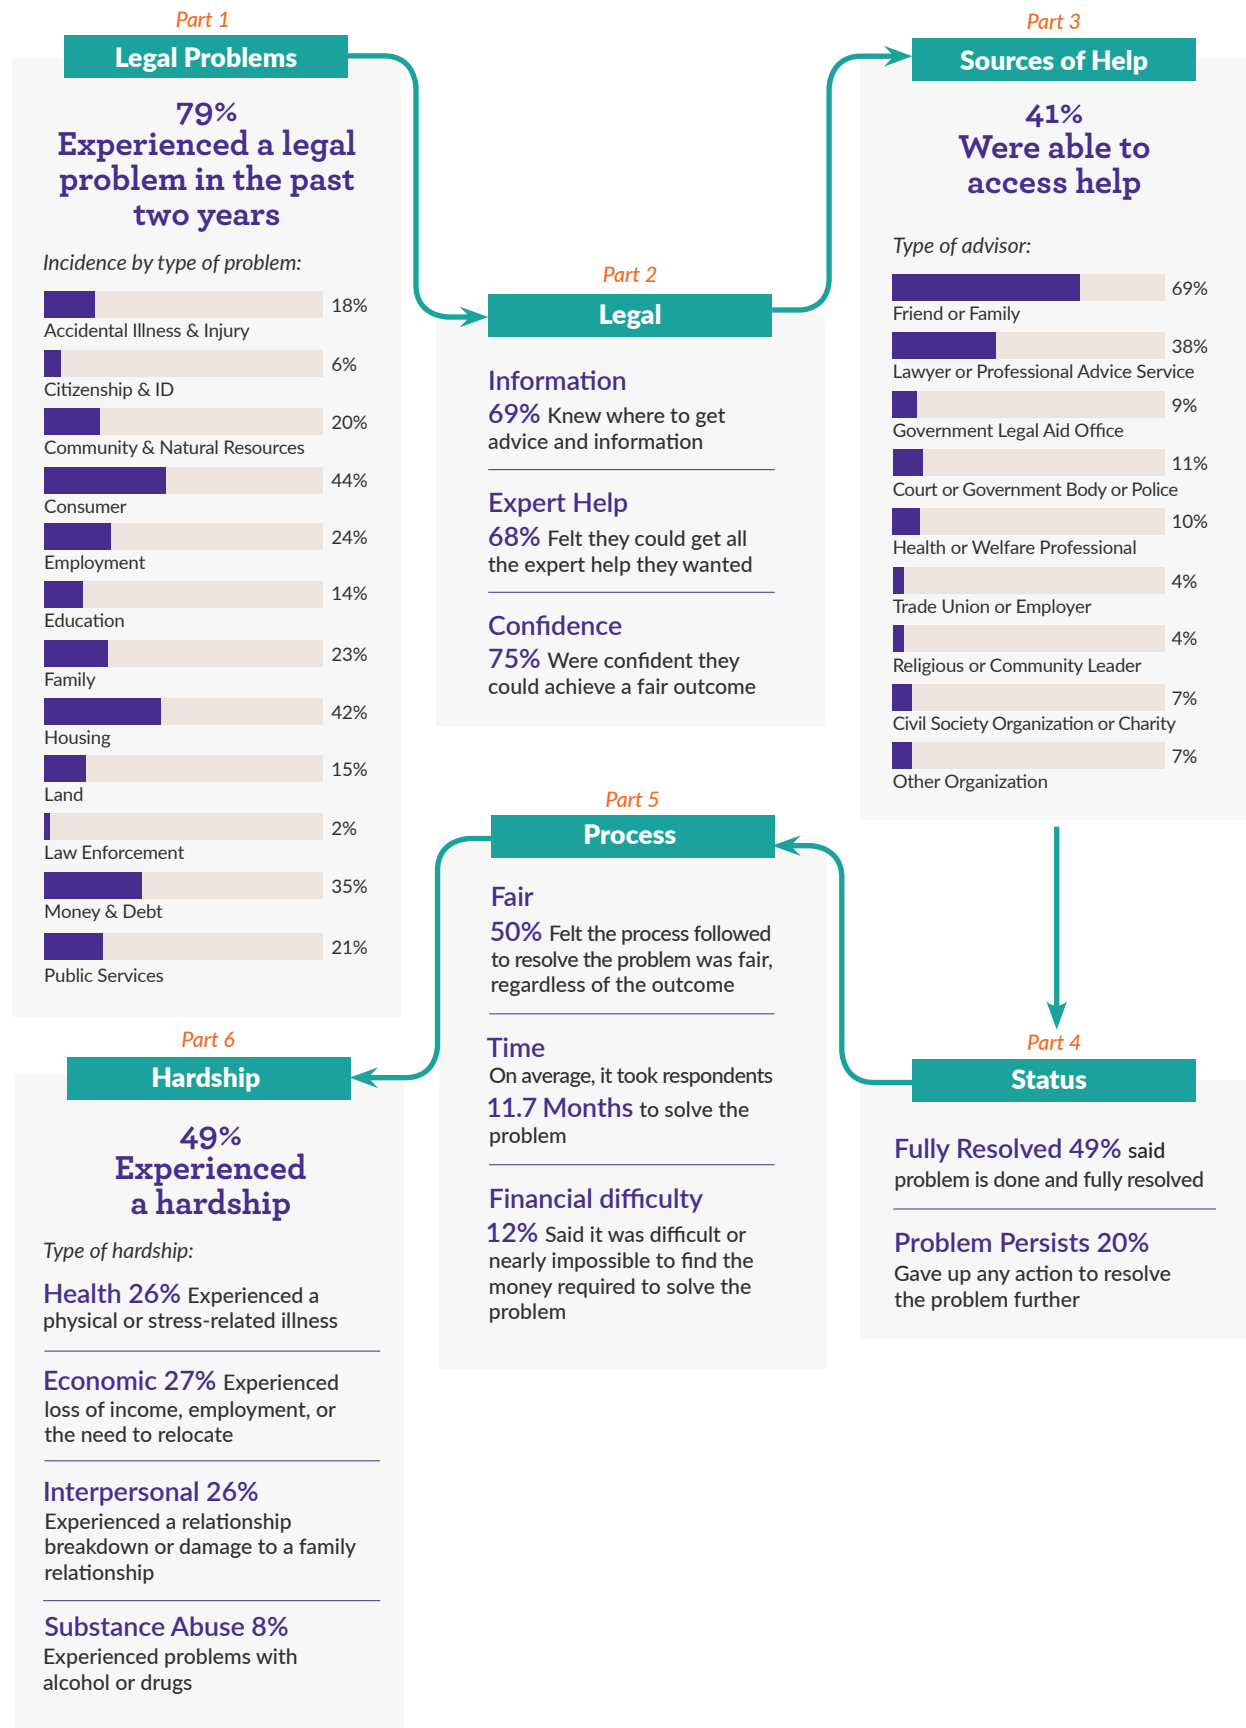 Part 1
Legal Problems
79%
Experienced a legal
problem in the past
two years
Incidence by type of problem:
18%
Accidental Illness & Injury
6%
Citizenship & ID
20%
Community & Natural Resources
44%
Consumer
24%
Employment
14%
Education
23%
Family
42%
Housing
15%
Land
2%
Law Enforcement
35%
Money & Debt
21%
Public Services
Part 2
Legal
Information
69% Knew where to get
advice and information
Expert Help
68% Felt they could get all
the expert help they wanted
Confidence
75% Were confident they
could achieve a fair outcome
Part 3
Sources of Help
41%
Were able to
access help
Type of advisor:
69%
Friend or Family
38%
Lawyer or Professional Advice Service
9%
Government Legal Aid Office
11%
Court or Government Body or Police
10%
Health or Welfare Professional
4%
Trade Union or Employer
4%
Religious or Community Leader
7%
Civil Society Organization or Charity
7%
Other Organization
Part 4
Status
Fully Resolved 49% said
problem is done and fully resolved
Problem Persists 20%
Gave up any action to resolve
the problem further
Part 5
Process
Fair
50% Felt the process followed
to resolve the problem was fair,
regardless of the outcome
Time
On average, it took respondents
11.7 Months to solve the
problem
Financial difficulty
12% Said it was difficult or
nearly impossible to find the
money required to solve the
problem
Part 6
Hardship
49%
Experienced
a hardship
Type of hardship:
Health 26% Experienced a
physical or stress-related illness
Economic 27% Experienced
loss of income, employment, or
the need to relocate
Interpersonal 26%
Experienced a relationship
breakdown or damage to a family
relationship
Substance Abuse 8%
Experienced problems with
alcohol or drugs